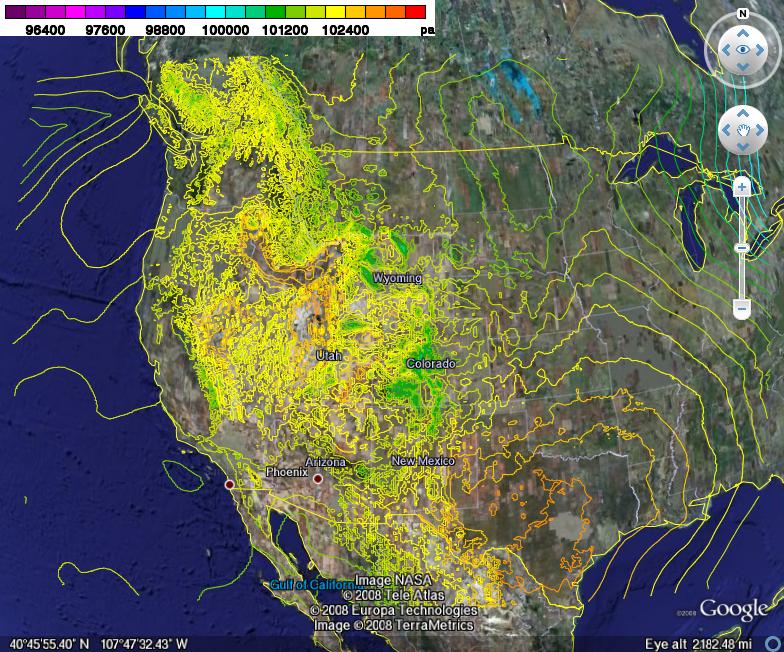 96400 97600 98800 100000 101200 102400 pa
N
Wyoming
Utah
Colorado
Arizona
New Mexico
Phoenix
Gulf of California
Image NASA
© 2008 Tele Atlas
© 2008 Europa Technologies
Image © 2008 TerraMetrics
©2008 Google
40°45'55.40" N 107°47'32.43" W
Eye alt 2182.48 mi